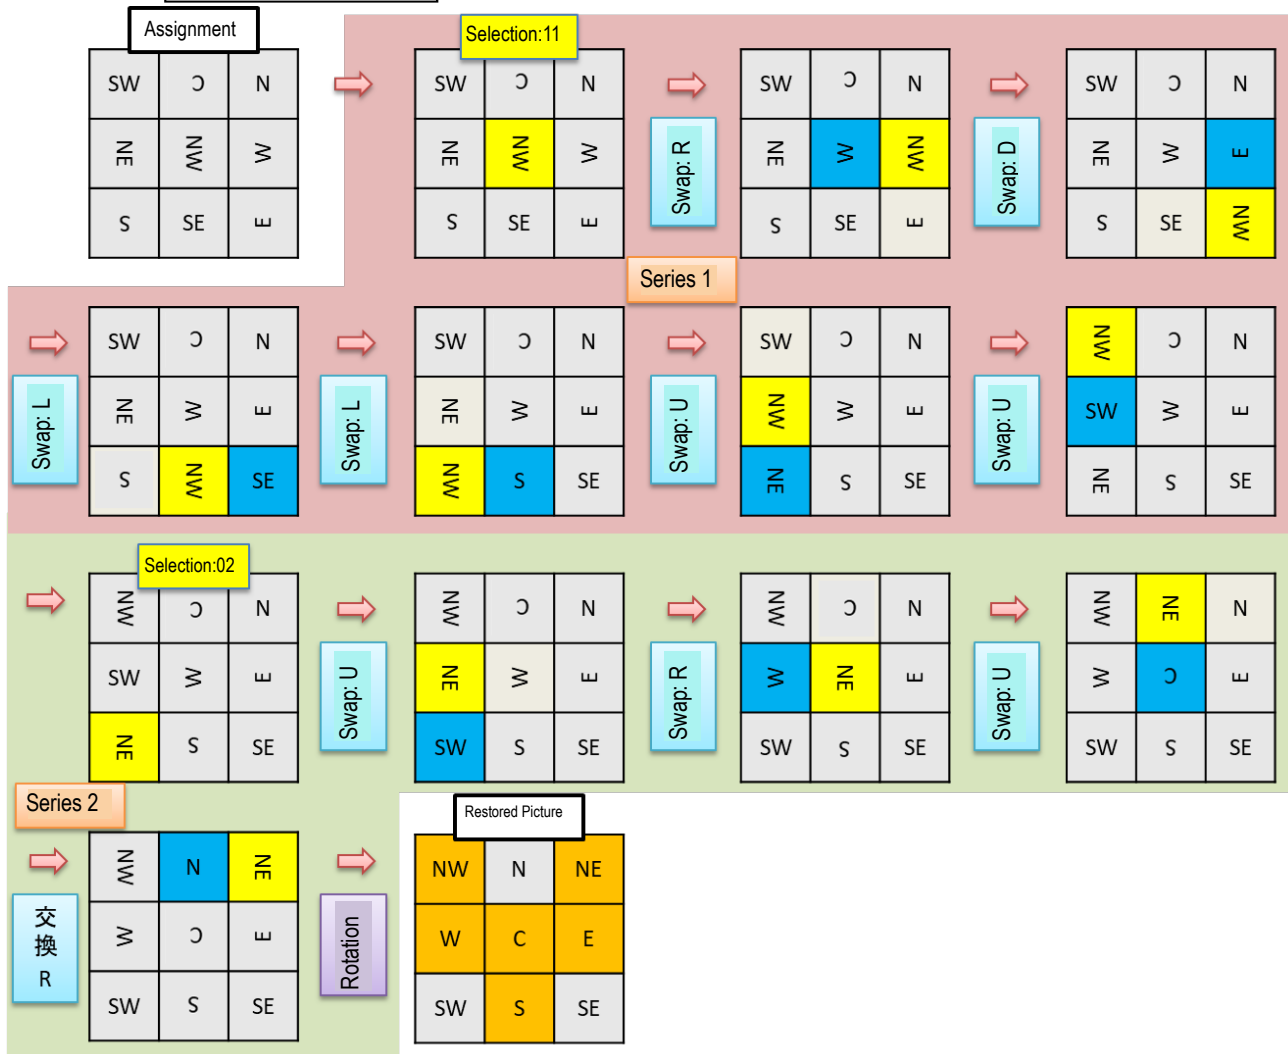 Assignment
Selection:11
SW C N
SW C N
SW C N
SW C N
NE NW W
NE NW W
NE W NW
NE W E
Swap: R
Swap: D
S SE E
S SE E
S SE E
S SE NW
Series 1
SW C N
SW C N
SW C N
NW C N
Swap: L
NE W E
Swap: L
NE W E
Swap: U
NW W E
Swap: U
SW W E
S NW SE
NW S SE
NE S SE
NE S SE
Selection:02
NW C N
NW C N
NW C N
NW NE N
SW W E
Swap: U
NE W E
Swap: R
W NE E
Swap: U
W C E
NE S SE
SW S SE
SW S SE
SW S SE
Series 2
Restored Picture
NW N NE
NW N NE
交
換
R
W C E
Rotation
W C E
SW S SE
SW S SE